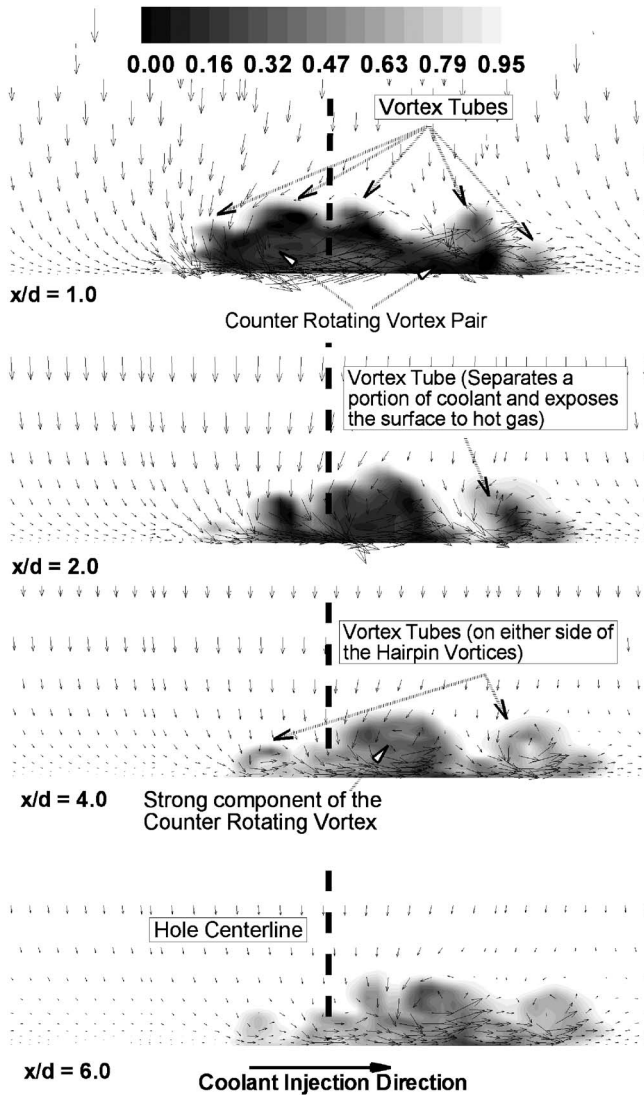 0.00 0.16 0.32 0.47 0.63 0.79 0.95
Vortex Tubes
x/d = 1.0
Counter Rotating Vortex Pair
Vortex Tube (Separates a
portion of coolant and exposes
the surface to hot gas)
x/d = 2.0
Vortex Tubes (on either side of
the Hairpin Vortices)
x/d = 4.0
Strong component of the
Counter Rotating Vortex
Hole Centerline
x/d = 6.0
Coolant Injection Direction